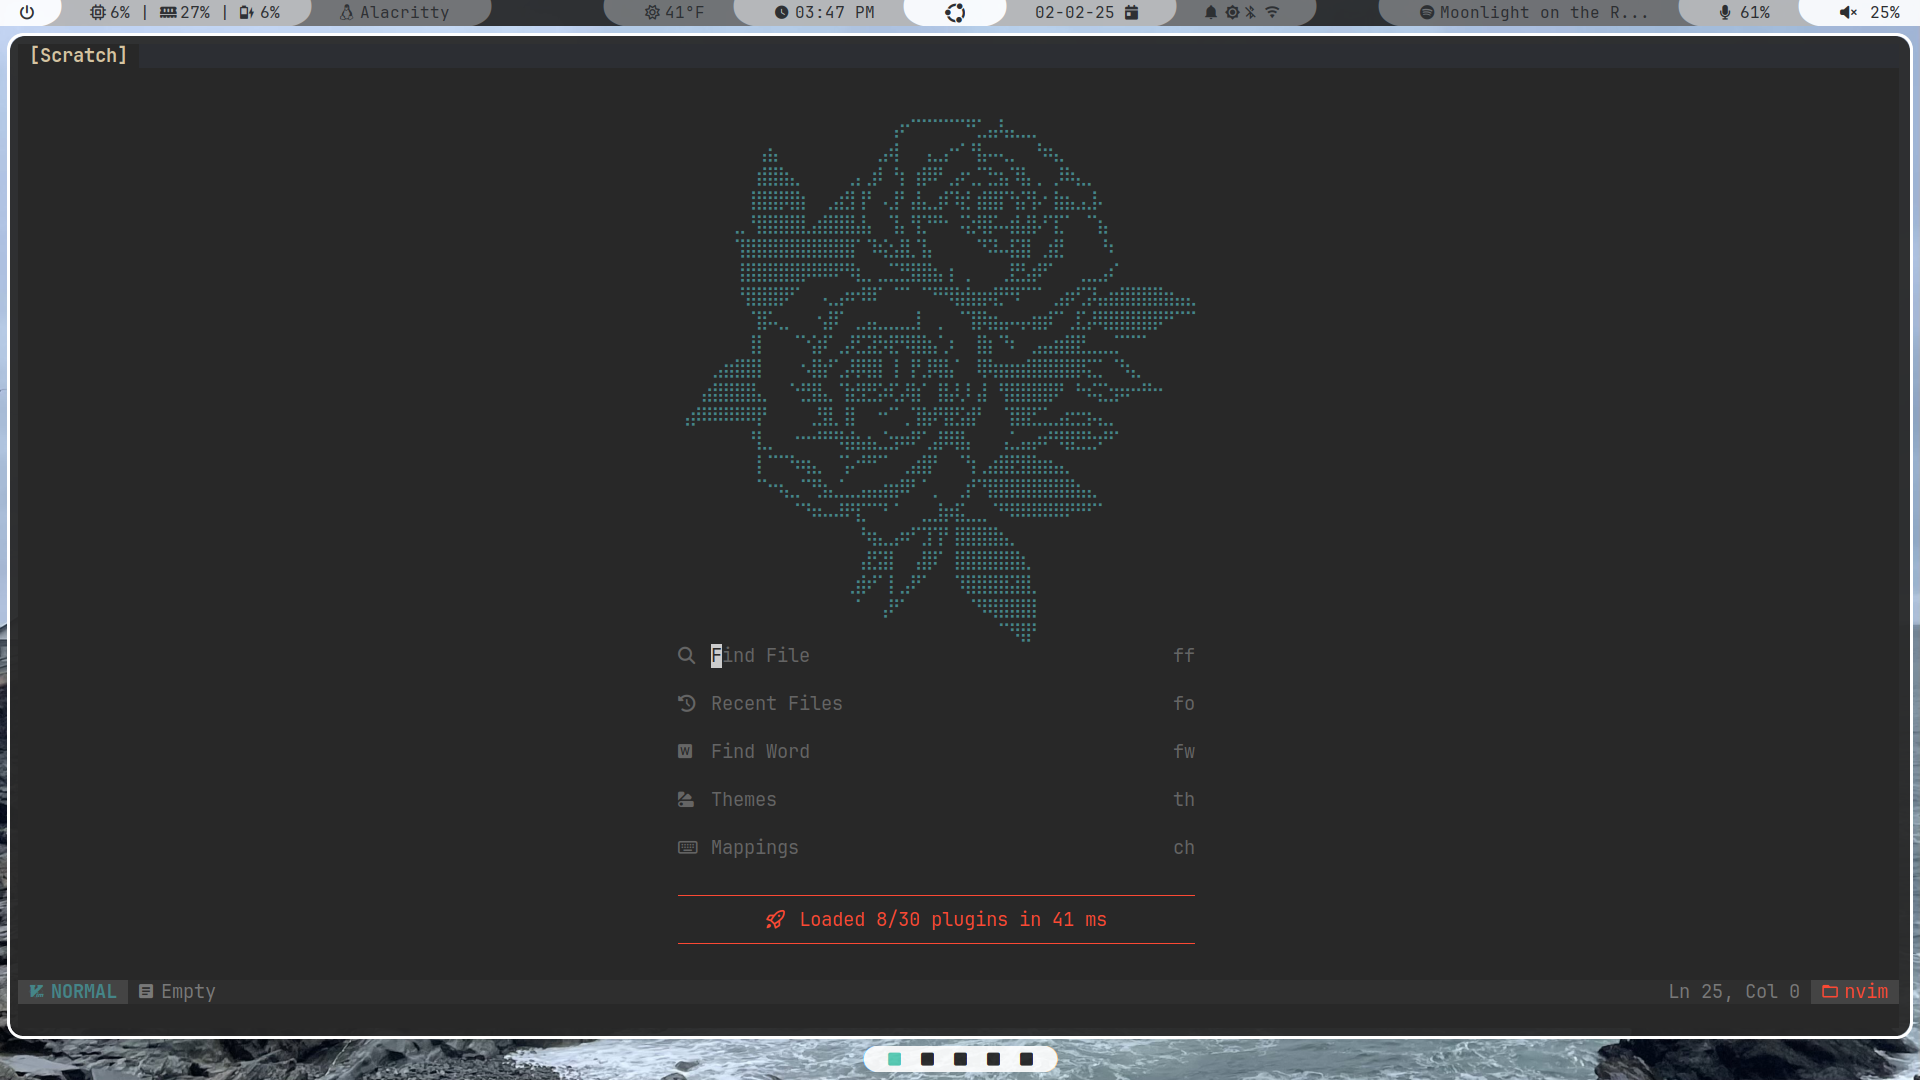 6% | 27% | 6% Alacritty 41°F 03:47 PM 02-02-25 Moonlight on the R... 61% 25%
[Scratch]
Find File ff
Recent Files fo
W Find Word fw
Themes th
Mappings ch
Loaded 8/30 plugins in 41 ms
NORMAL Empty Ln 25, Col 0 nvim